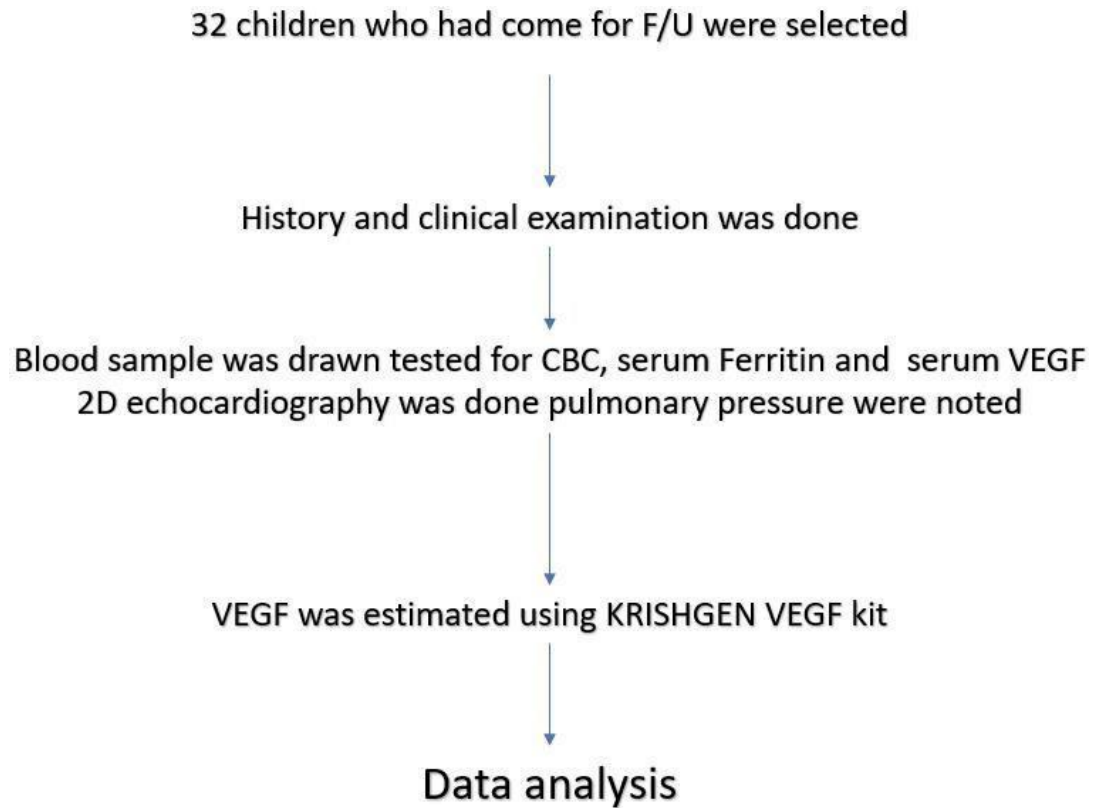 32 children who had come for F/U were selected
History and clinical examination was done
Blood sample was drawn tested for CBC, serum Ferritin and serum VEGF
2D echocardiography was done pulmonary pressure were noted
VEGF was estimated using KRISHGEN VEGF kit
Data analysis